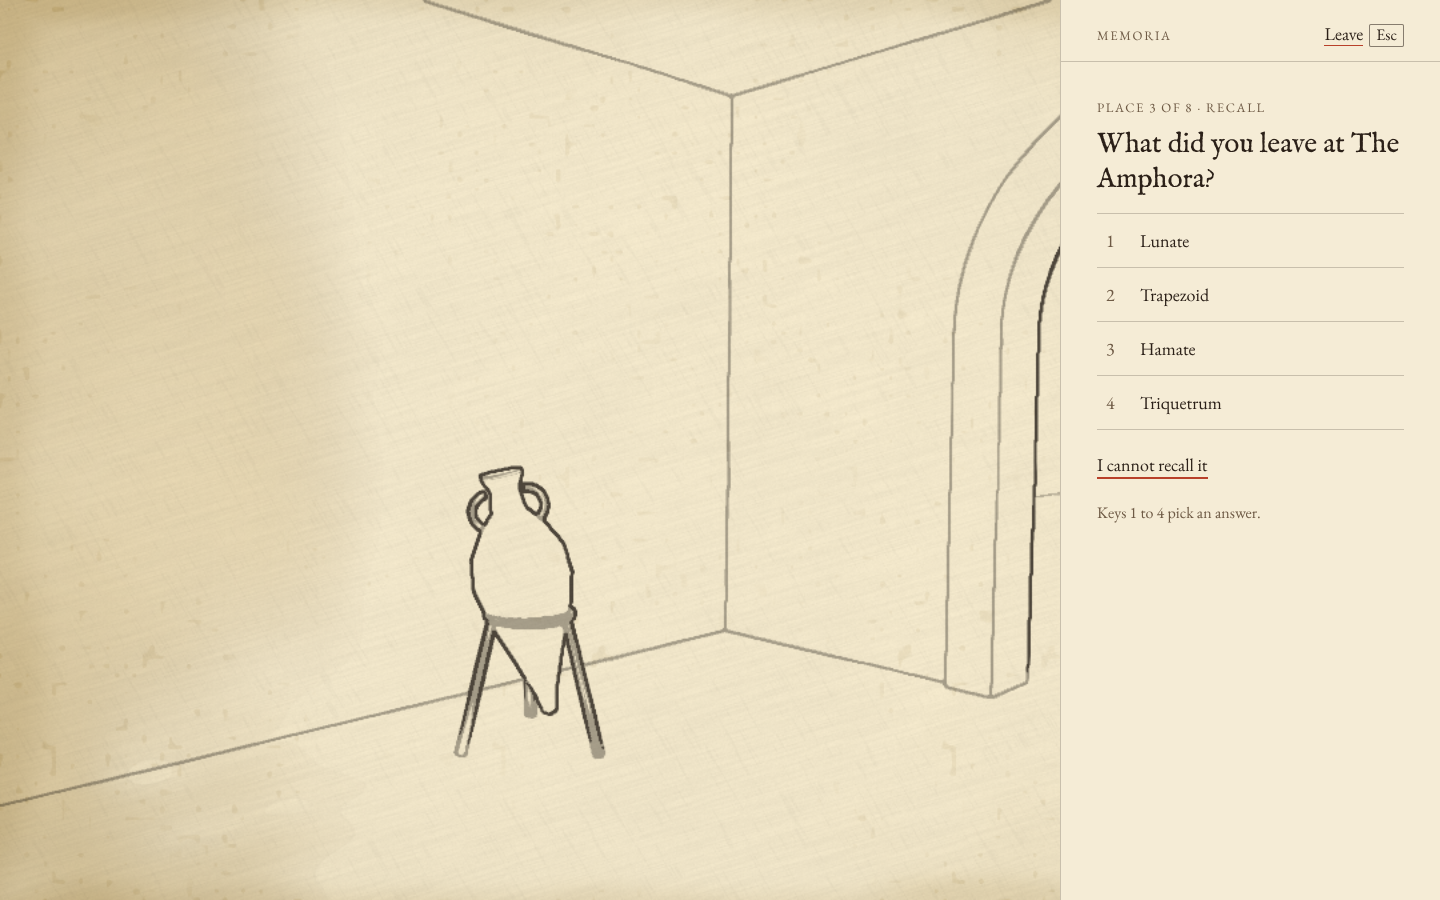 MEMORIA
Leave Esc
PLACE 3 OF 8 · RECALL
What did you leave at The
Amphora?
1 Lunate
2 Trapezoid
3 Hamate
4 Triquetrum
I cannot recall it
Keys 1 to 4 pick an answer.